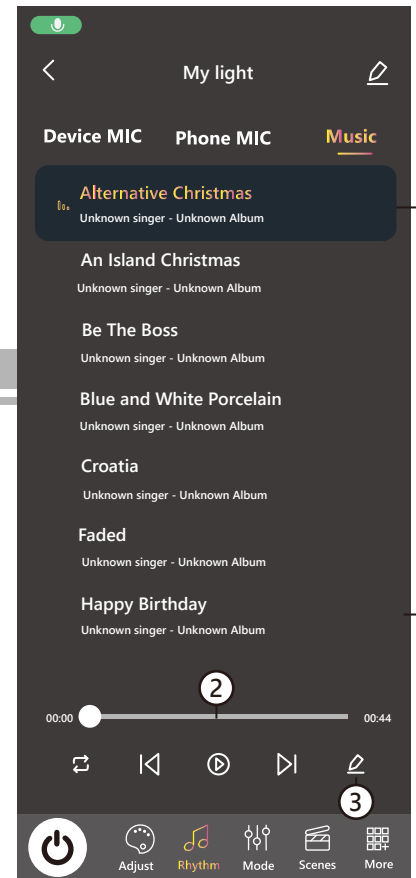 My light
Device MIC Phone MIC Music
Alternative Christmas
Unknown singer - Unknown Album
An Island Christmas
Unknown singer - Unknown Album
Be The Boss
Unknown singer - Unknown Album
Blue and White Porcelain
Unknown singer - Unknown Album
Croatia
Unknown singer - Unknown Album
Faded
Unknown singer - Unknown Album
Happy Birthday
Unknown singer - Unknown Album
2
00:00 00:44
3
Adjust Rhythm Mode Scenes More